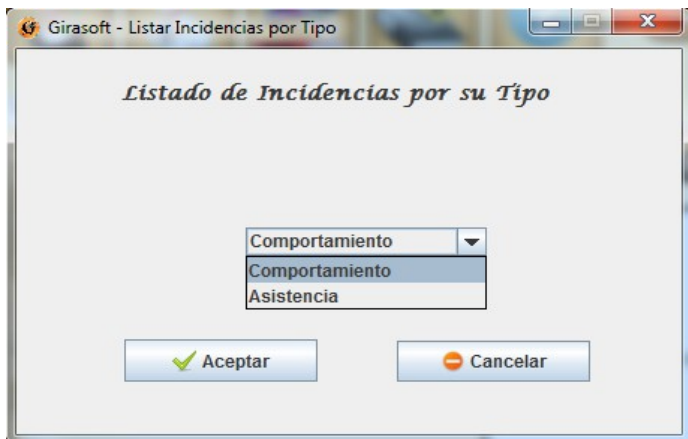 Girasoft - Listar Incidencias por Tipo
Listado de Incidencias por su Tipo
Comportamiento
Comportamiento
Asistencia
Aceptar
Cancelar